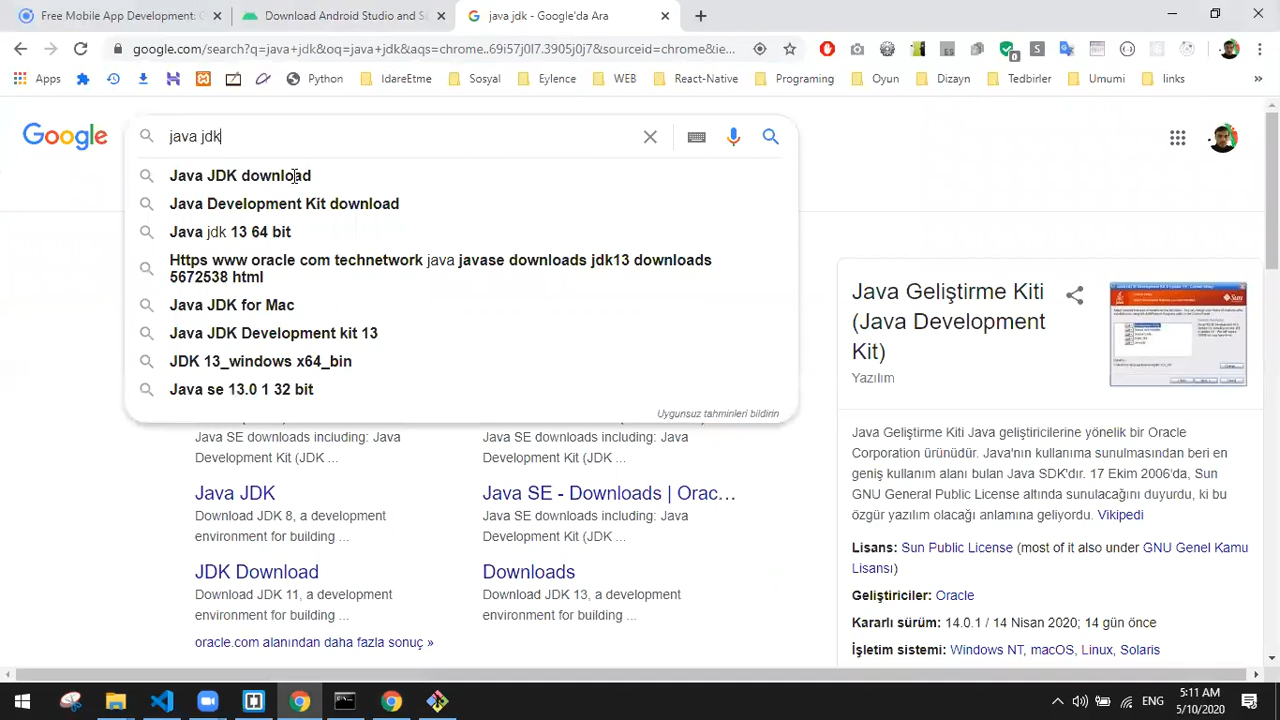 Free Mobile App Development: C
Download Android Studio and S
java jdk - Google'da Ara
google.com/search?q=java+jdk&oq=java+jdk&aqs=chrome..69i57j0l7.3905j0j7&sourceid=chrome&ie...
Apps
Python
IdareEtme
Sosyal
Eylence
WEB
React-Native
Programing
Oyun
Dizayn
Tedbirler
Umumi
links
»
Google
java jdk
Java JDK download
Java Development Kit download
Java jdk 13 64 bit
Https www oracle com technetwork java javase downloads jdk13 downloads
5672538 html
Java JDK for Mac
Java JDK Development kit 13
JDK 13_windows x64_bin
Java se 13.0 1 32 bit
Uygunsuz tahminleri bildirin
Java SE downloads including: Java
Development Kit (JDK ...
Java SE downloads including: Java
Development Kit (JDK ...
Java JDK
Download JDK 8, a development
environment for building ...
Java SE - Downloads | Orac...
Java SE downloads including: Java
Development Kit (JDK ...
JDK Download
Download JDK 11, a development
environment for building ...
Downloads
Download JDK 13, a development
environment for building ...
oracle.com alanından daha fazla sonuç »
Java Geliştirme Kiti
(Java Development
Kit)
Yazılım
Java Geliştirme Kiti Java geliştiricilerine yönelik bir Oracle
Corporation ürünüdür. Java'nın kullanıma sunulmasından beri en
geniş kullanım alanı bulan Java SDK'dır. 17 Ekim 2006'da, Sun
GNU General Public License altında sunulacağını duyurdu, ki bu
özgür yazılım olacağı anlamına geliyordu. Vikipedi
Lisans: Sun Public License (most of it also under GNU Genel Kamu
Lisansı)
Geliştiriciler: Oracle
Kararlı sürüm: 14.0.1 / 14 Nisan 2020; 14 gün önce
İşletim sistemi: Windows NT, macOS, Linux, Solaris
ENG
5:11 AM
5/10/2020